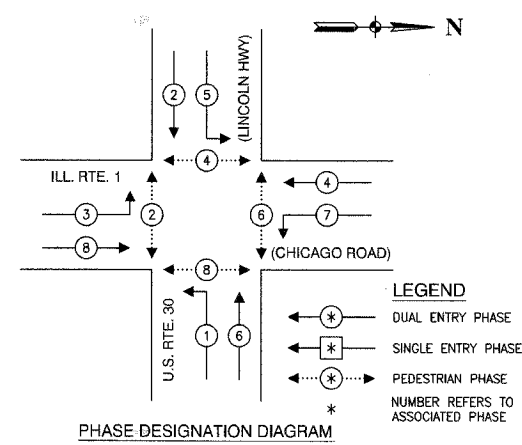 N
(LINCOLN HWY)
2
5
4
ILL. RTE. 1
4
3
2
6
7
8
(CHICAGO ROAD)
8
U.S. RTE. 30
1
6
LEGEND
* DUAL ENTRY PHASE
* SINGLE ENTRY PHASE
* PEDESTRIAN PHASE
* NUMBER REFERS TO
ASSOCIATED PHASE
PHASE DESIGNATION DIAGRAM